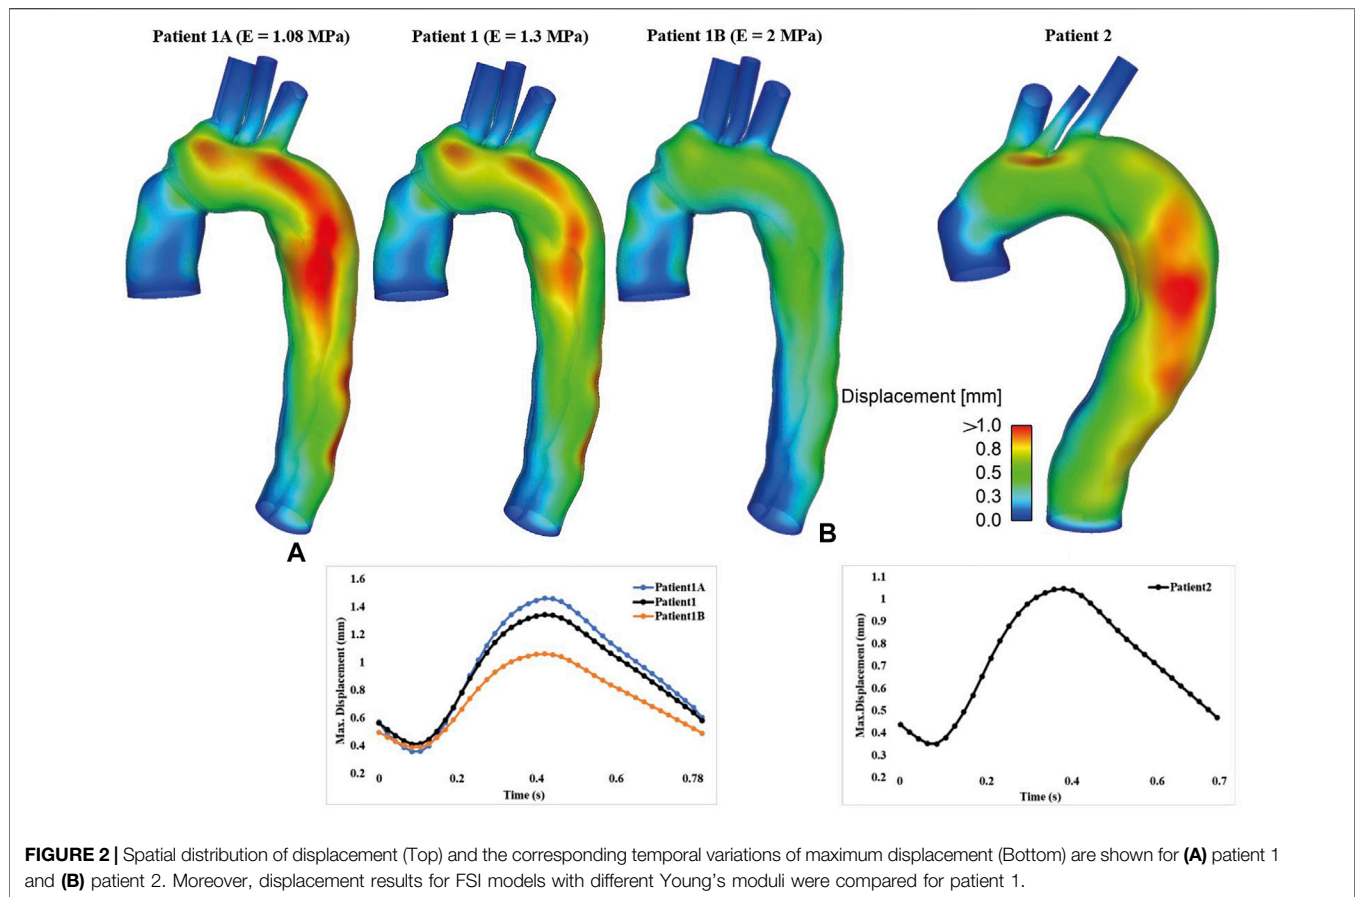 Patient 1A (E = 1.08 MPa)
Patient 1 (E = 1.3 MPa)
Patient 1B (E = 2 MPa)
Patient 2
Displacement [mm]
>1.0
0.8
0.5
0.3
0.0
A
B
1.6
1.4
1.2
1
0.8
0.6
0.4
0.2
Max. Displacement (mm)
0
0.2
0.4
0.6
0.78
Time (s)
Patient1A
Patient1
Patient1B
1.1
1
0.9
0.8
0.7
0.6
0.5
0.4
0.3
0.2
Max.Displacement (mm)
0
0.2
0.4
0.6
0.7
Time (s)
Patient2
FIGURE 2 | Spatial distribution of displacement (Top) and the corresponding temporal variations of maximum displacement (Bottom) are shown for (A) patient 1
and (B) patient 2. Moreover, displacement results for FSI models with different Young's moduli were compared for patient 1.